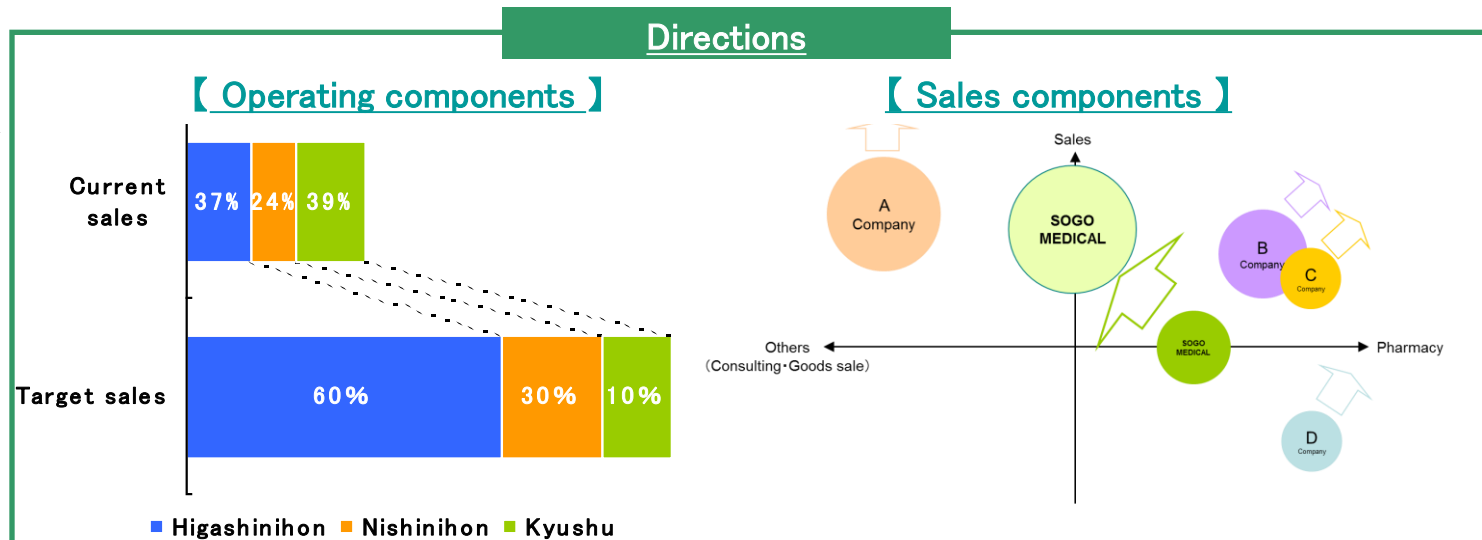 Directions
【 Operating components 】
Current
sales
37%
24%
39%
Target sales
60%
30%
10%
Higashinihon
Nishinihon
Kyushu
【 Sales components 】
Sales
A
Company
SOGO
MEDICAL
B
Company
C
Company
Others
（Consulting・Goods sale）
SOGO
MEDICAL
Pharmacy
D
Company